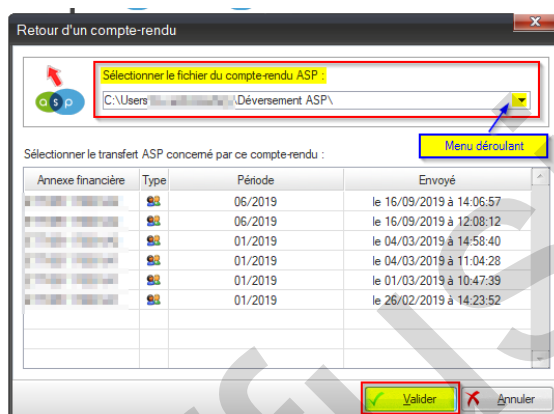 Retour d'un compte-rendu
Sélectionner le fichier du compte-rendu ASP :
asp
C:\Users \Déversement ASP\
Menu déroulant
Sélectionner le transfert ASP concerné par ce compte-rendu :
Annexe financière Type Période Envoyé
06/2019 le 16/09/2019 à 14:06:57
06/2019 le 16/09/2019 à 12:08:12
01/2019 le 04/03/2019 à 14:58:40
01/2019 le 04/03/2019 à 11:04:28
01/2019 le 01/03/2019 à 10:47:39
01/2019 le 26/02/2019 à 14:23:52
Valider Annuler